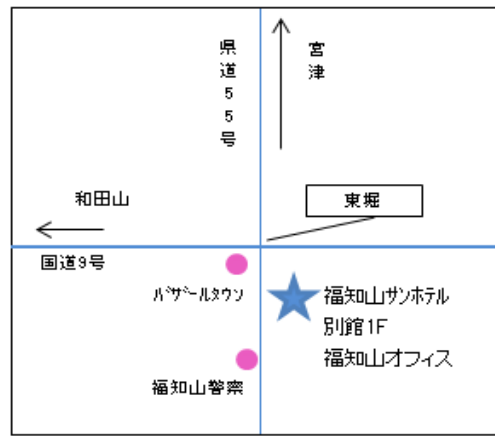 県道55号
宮津
和田山
東堀
国道9号
バザールタウン
福知山サンホテル
別館1F
福知山オフィス
福知山警察